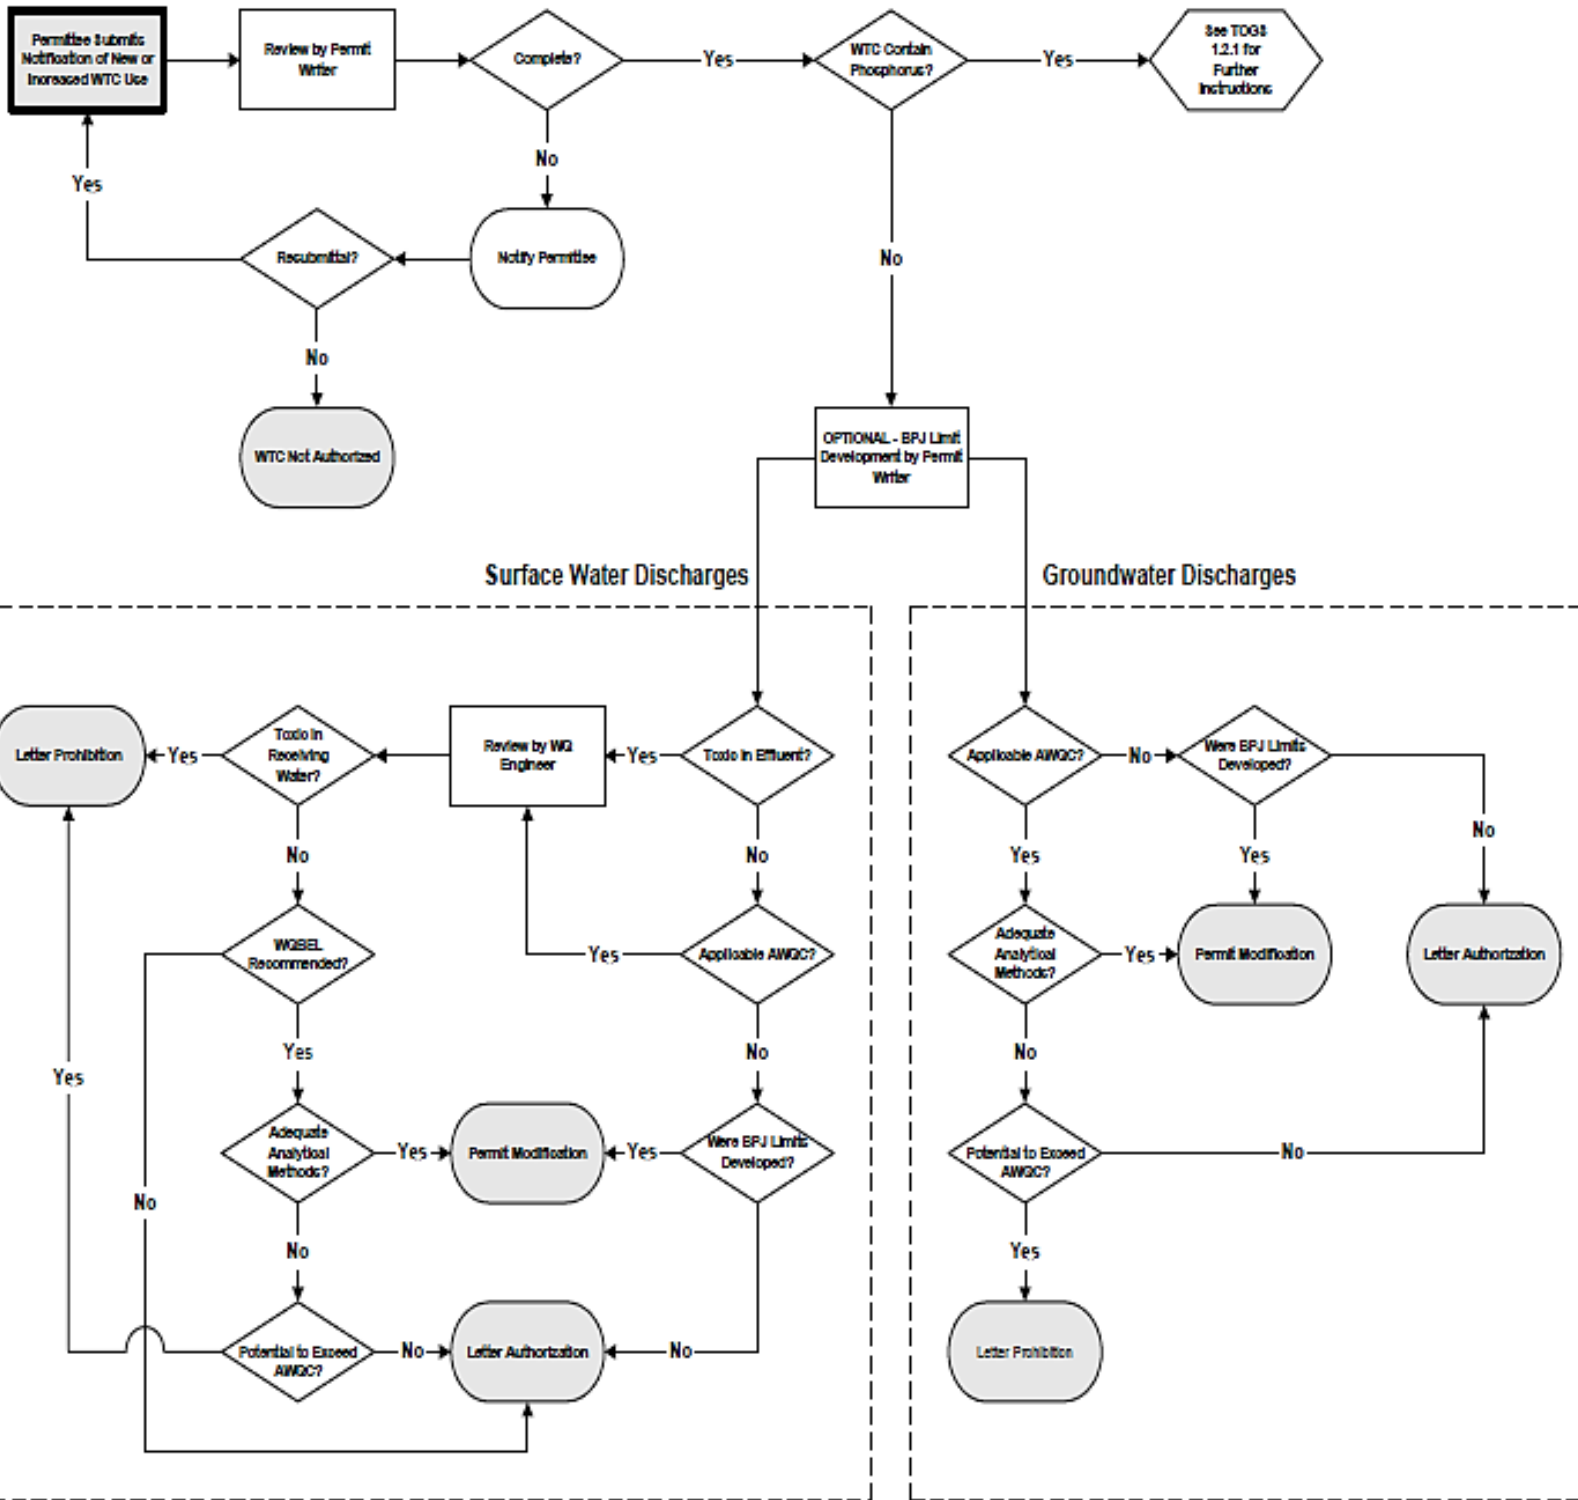 Permittee Submits
Notification of New or
Increased WTC Use
Review by Permit
Writer
Complete?
Yes
WTC Contain
Phosphorus?
Yes
See TOGS
1.2.1 for
Further
Instructions
No
Yes
Resubmittal?
Notify Permittee
No
No
WTC Not Authorized
OPTIONAL - BPJ Limit
Development by Permit
Writer
Surface Water Discharges
Groundwater Discharges
Letter Prohibition
Yes
Toxic in
Receiving
Water?
Review by WQ
Engineer
Yes
Toxic in Effluent?
Applicable AWQC?
No
Were BPJ Limits
Developed?
No
No
No
Yes
Yes
WQBEL
Recommended?
Yes
Applicable AWQC?
Adequate
Analytical
Methods?
Yes
Permit Modification
Letter Authorization
Yes
No
No
Yes
Adequate
Analytical
Methods?
Yes
Permit Modification
Yes
Were BPJ Limits
Developed?
Potential to Exceed
AWQC?
No
No
No
Yes
Potential to Exceed
AWQC?
No
Letter Authorization
No
Letter Prohibition